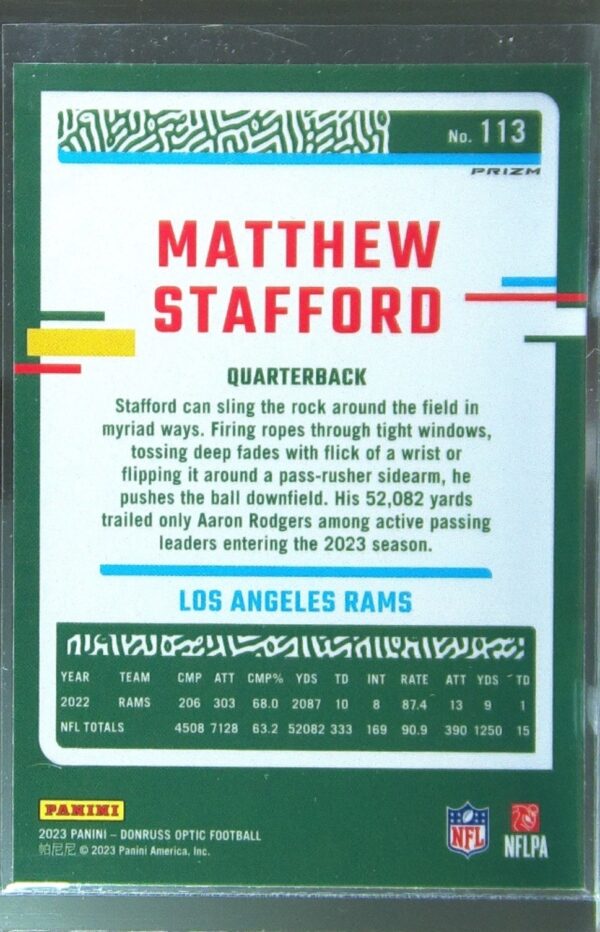 No. 113
PRIZM
MATTHEW
STAFFORD
QUARTERBACK
Stafford can sling the rock around the field in
myriad ways. Firing ropes through tight windows,
tossing deep fades with flick of a wrist or
flipping it around a pass-rusher sidearm, he
pushes the ball downfield. His 52,082 yards
trailed only Aaron Rodgers among active passing
leaders entering the 2023 season.
LOS ANGELES RAMS
YEAR TEAM CMP ATT CMP% YDS TD INT RATE ATT YDS TD
2022 RAMS 206 303 68.0 2087 10 8 87.4 13 9 1
NFL TOTALS 4508 7128 63.2 52082 333 169 90.9 390 1250 15
PANINI
2023 PANINI – DONRUSS OPTIC FOOTBALL
帕尼尼 © 2023 Panini America, Inc.
NFL
NFLPA